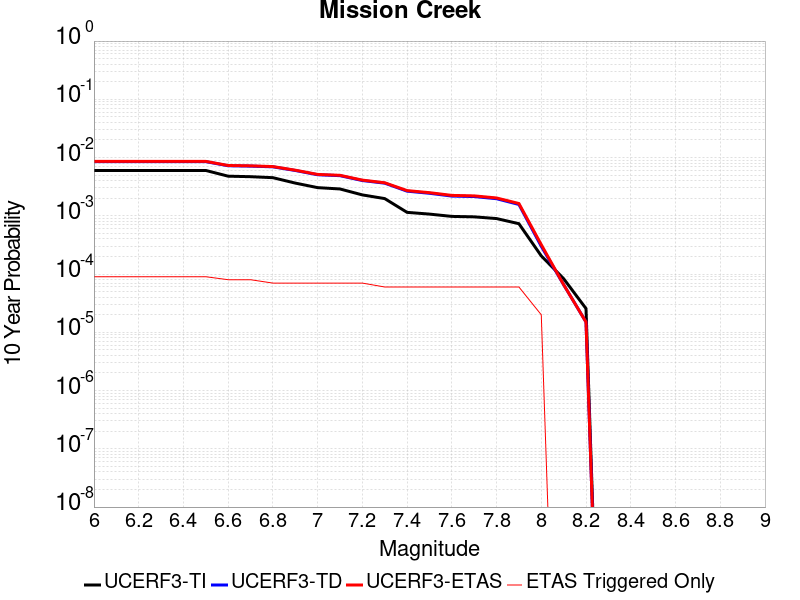 Mission Creek
10^0
10^-1
10^-2
10^-3
10^-4
10^-5
10^-6
10^-7
10^-8
10 Year Probability
6 6.2 6.4 6.6 6.8 7 7.2 7.4 7.6 7.8 8 8.2 8.4 8.6 8.8 9
Magnitude
UCERF3-TI UCERF3-TD UCERF3-ETAS ETAS Triggered Only